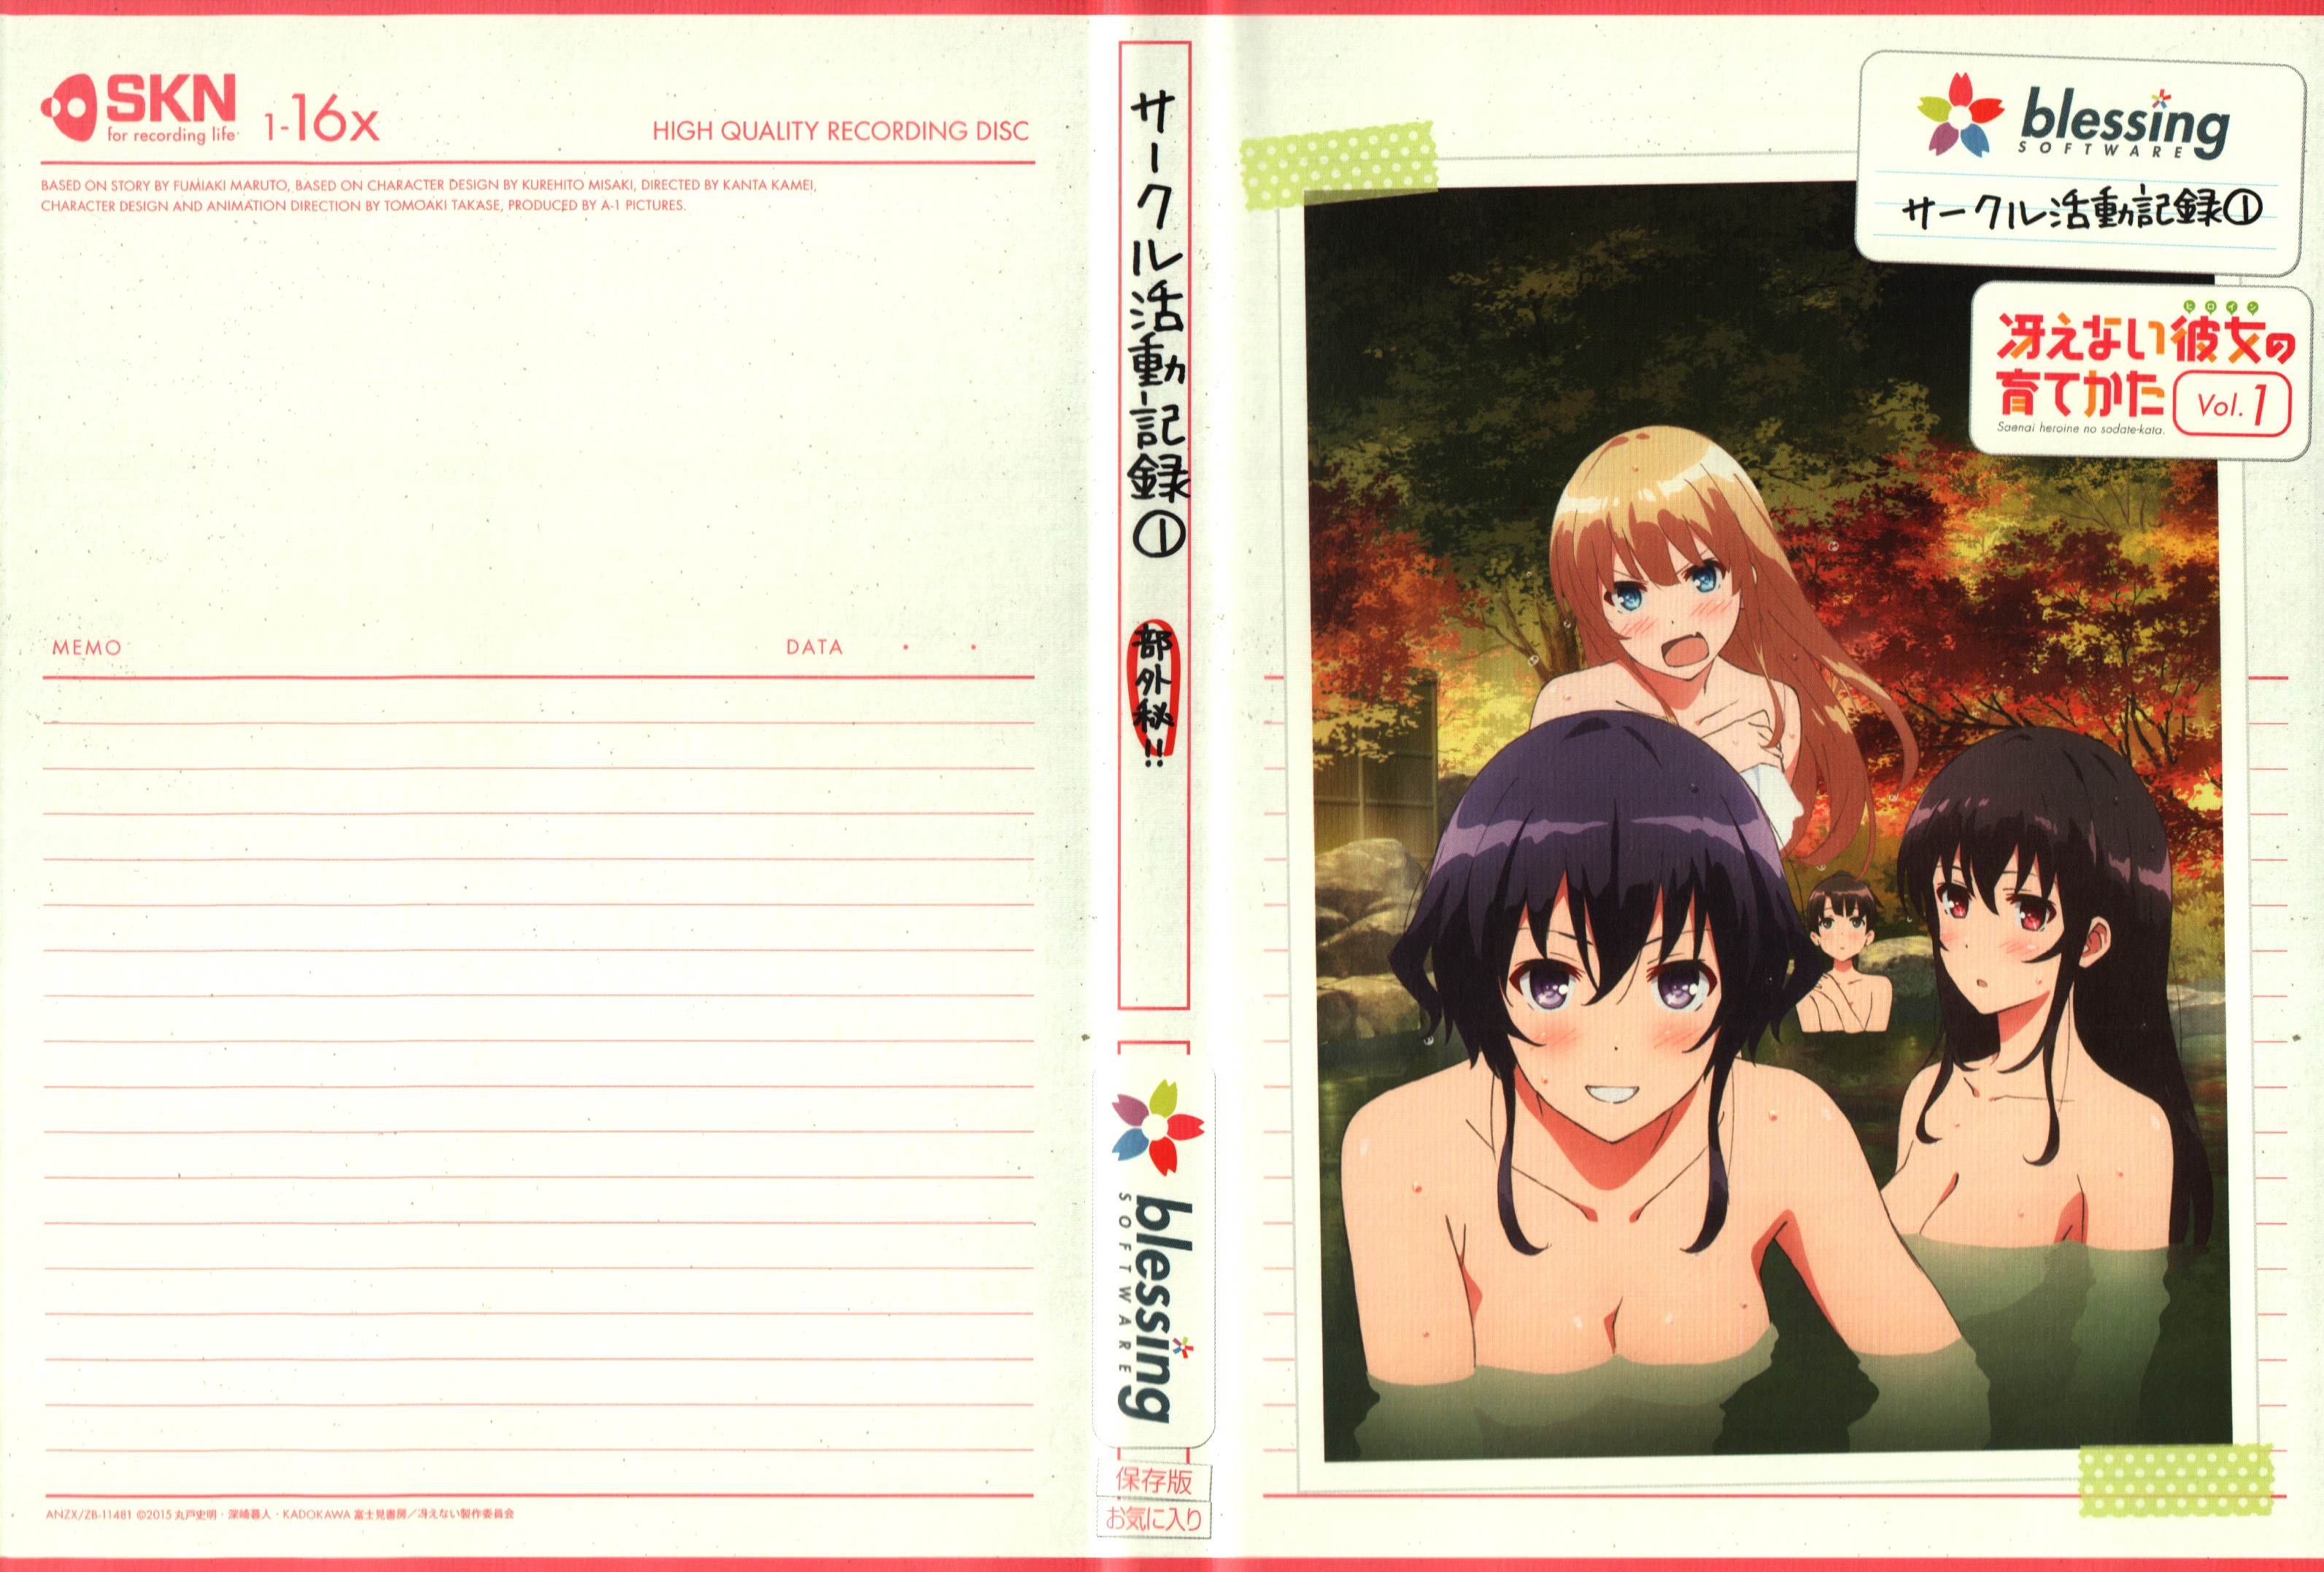 SKN
for recording life
1-16x
HIGH QUALITY RECORDING DISC
BASED ON STORY BY FUMIAKI MARUTO, BASED ON CHARACTER DESIGN BY KUREHITO MISAKI, DIRECTED BY KANTA KAMEI,
CHARACTER DESIGN AND ANIMATION DIRECTION BY TOMOAKI TAKASE, PRODUCED BY A-1 PICTURES.
MEMO
DATA . .
ANZX/ZB-11481 ©2015 丸戸史明・深崎暮人・KADOKAWA 富士見書房／冴えない製作委員会
サークル活動記録①
部外秘!!
blessing
SOFTWARE
保存版
お気に入り
blessing
SOFTWARE
サークル活動記録①
ヒロイン
冴えない彼女の
育てかた
Vol.1
Saenai heroine no sodate-kata.